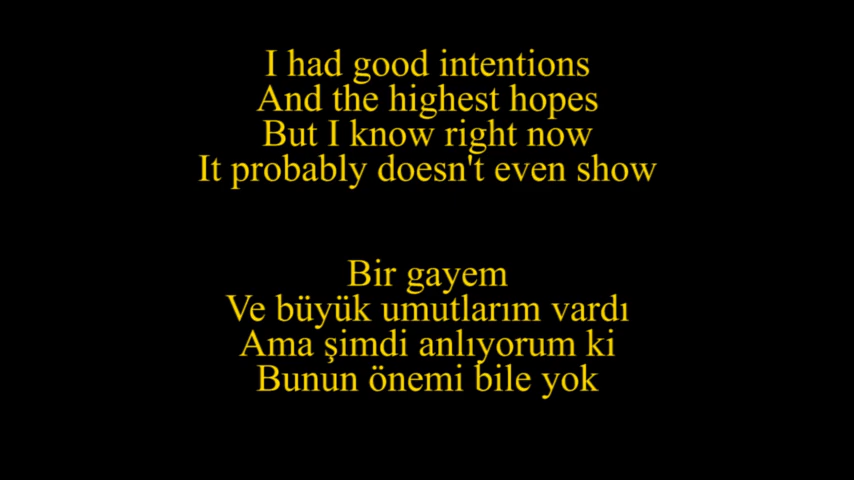 I had good intentions
And the highest hopes
But I know right now
It probably doesn't even show
Bir gayem
Ve büyük umutlarım vardı
Ama şimdi anlıyorum ki
Bunun önemi bile yok